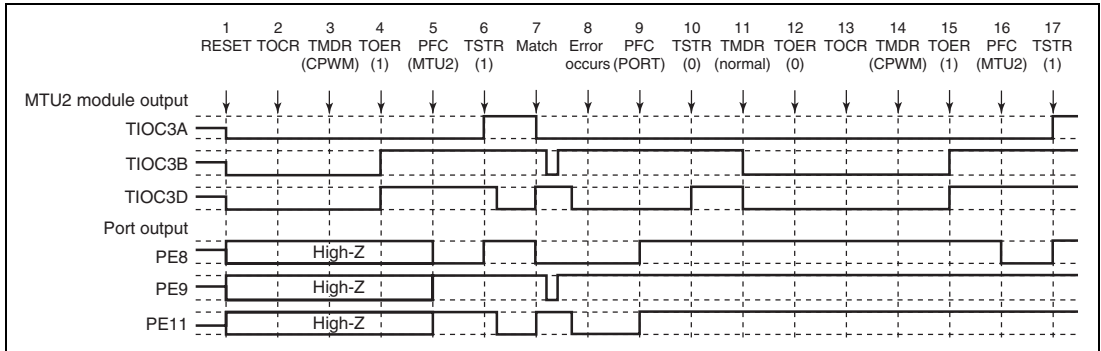 1 2 3 4 5 6 7 8 9 10 11 12 13 14 15 16 17
RESET TOCR TMDR TOER PFC TSTR Match Error PFC TSTR TMDR TOER TOCR TMDR TOER PFC TSTR
(CPWM) (1) (MTU2) (1) occurs (PORT) (0) (normal) (0) (CPWM) (1) (MTU2) (1)
MTU2 module output
TIOC3A
TIOC3B
TIOC3D
Port output
PE8 High-Z
PE9 High-Z
PE11 High-Z